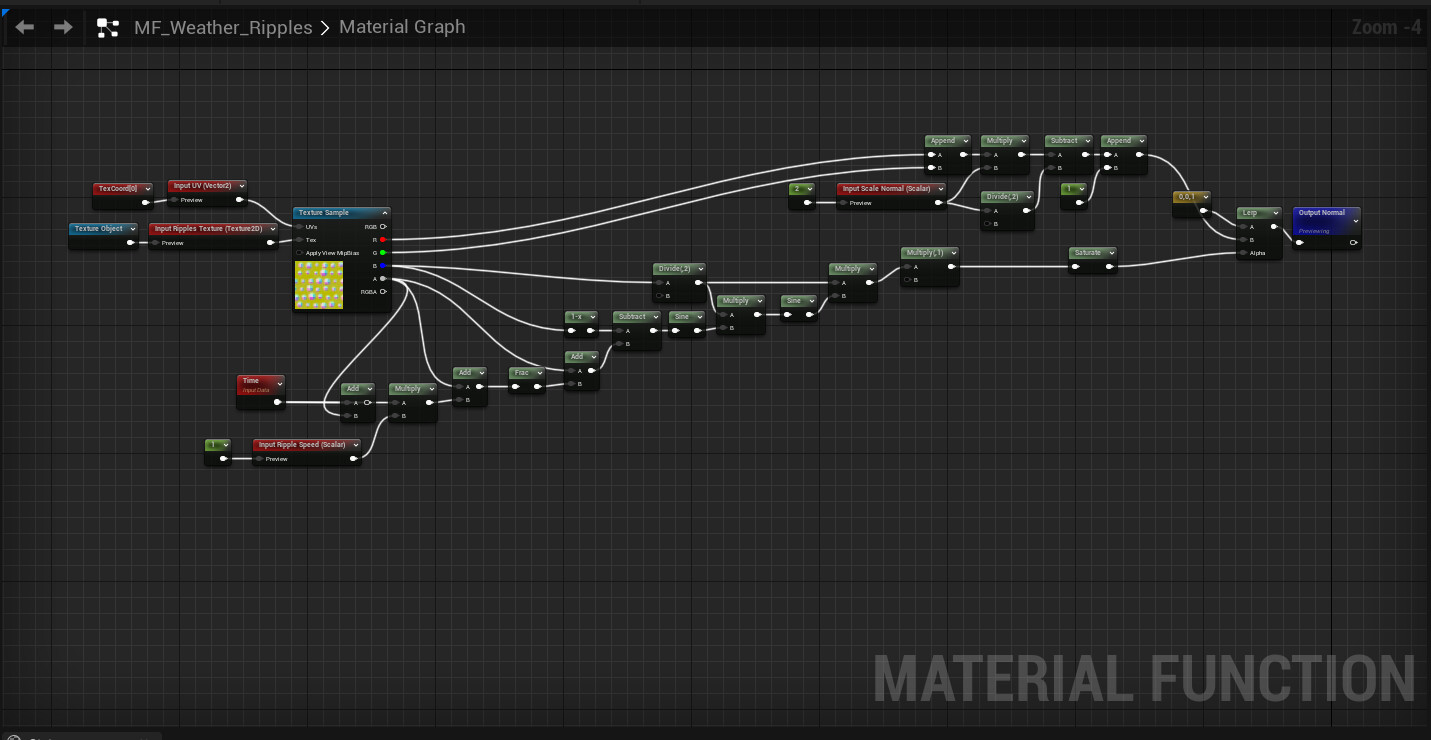 MF_Weather_Ripples > Material Graph
Zoom -4
Append
A
B
Multiply
A
B
Subtract
A
B
Append
A
B
TexCoord[0]
Input UV (Vector2)
Preview
2
Input Scale Normal (Scalar)
Preview
Divide(,2)
A
B
1
0,0,1
Texture Object
Input Ripples Texture (Texture2D)
Preview
Texture Sample
UVs
RGB
Tex
R
Apply View MipBias
G
B
A
RGBA
Lerp
A
B
Alpha
Output Normal
Previewing
Divide(,2)
A
B
Multiply
A
B
Multiply(,1)
A
B
Saturate
1-x
Subtract
A
B
Sine
Multiply
A
B
Sine
Add
A
B
Time
Input Data
Add
A
B
Multiply
A
B
Add
A
B
Frac
1
Input Ripple Speed (Scalar)
Preview
MATERIAL FUNCTION